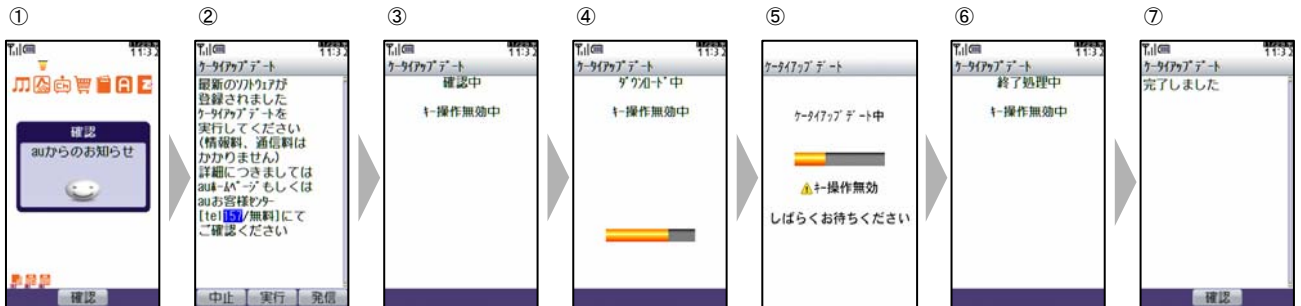 ①
11:32
確認
auからのお知らせ
確認
②
11:32
ケータイアップデート
最新のソフトウェアが
登録されました
ケータイアップデートを
実行してください
(情報料、通信料は
かかりません)
詳細につきましては
auホームページもしくは
auお客様センター
[tel157/無料]にて
ご確認ください
中止 実行 発信
③
11:32
ケータイアップデート
確認中
キー操作無効中
④
11:32
ケータイアップデート
ダウンロード中
キー操作無効中
⑤
ケータイアップデート
ケータイアップデート中
キー操作無効
しばらくお待ちください
⑥
11:32
ケータイアップデート
終了処理中
キー操作無効中
⑦
11:32
ケータイアップデート
完了しました
確認